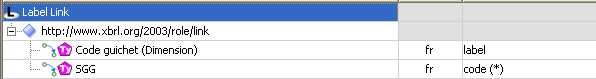 Label Link
http://www.xbrl.org/2003/role/link
Code guichet (Dimension) fr label
SGG fr code (*)